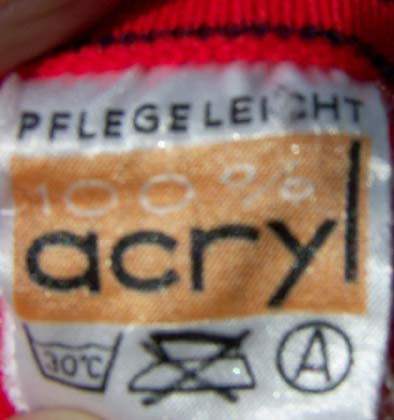 PFLEGELEICHT
100%
acryl
30°C A